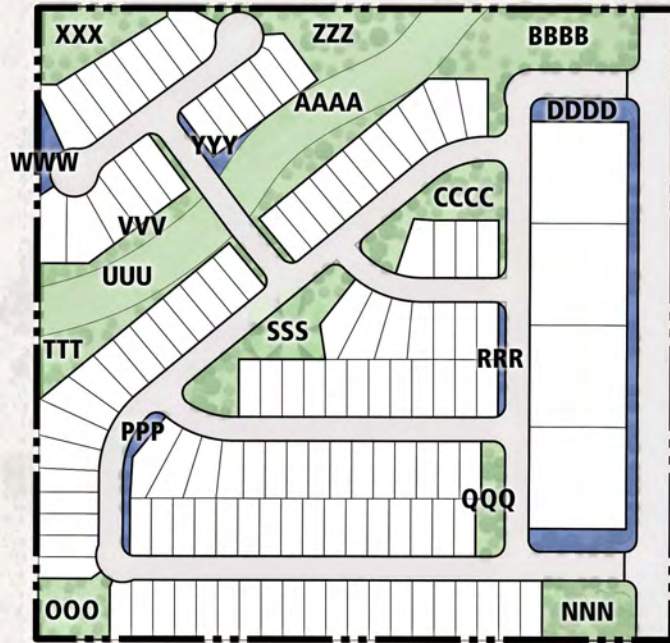 XXX
ZZZ
BBBB
AAAA
DDDD
YYY
WWW
CCCC
VVV
UUU
SSS
TTT
RRR
PPP
QQQ
OOO
NNN